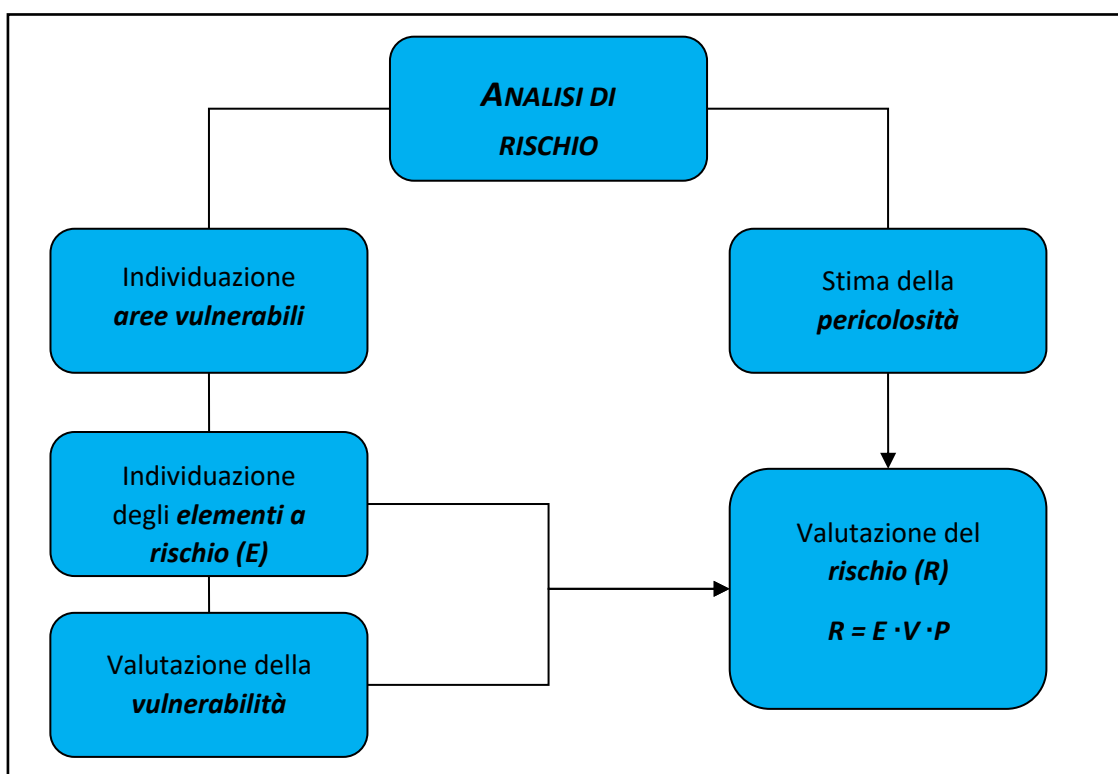 ANALISI DI
RISCHIO
Individuazione
aree vulnerabili
Stima della
pericolosità
Individuazione
degli elementi a
rischio (E)
Valutazione del
rischio (R)
R = E ·V ·P
Valutazione della
vulnerabilità